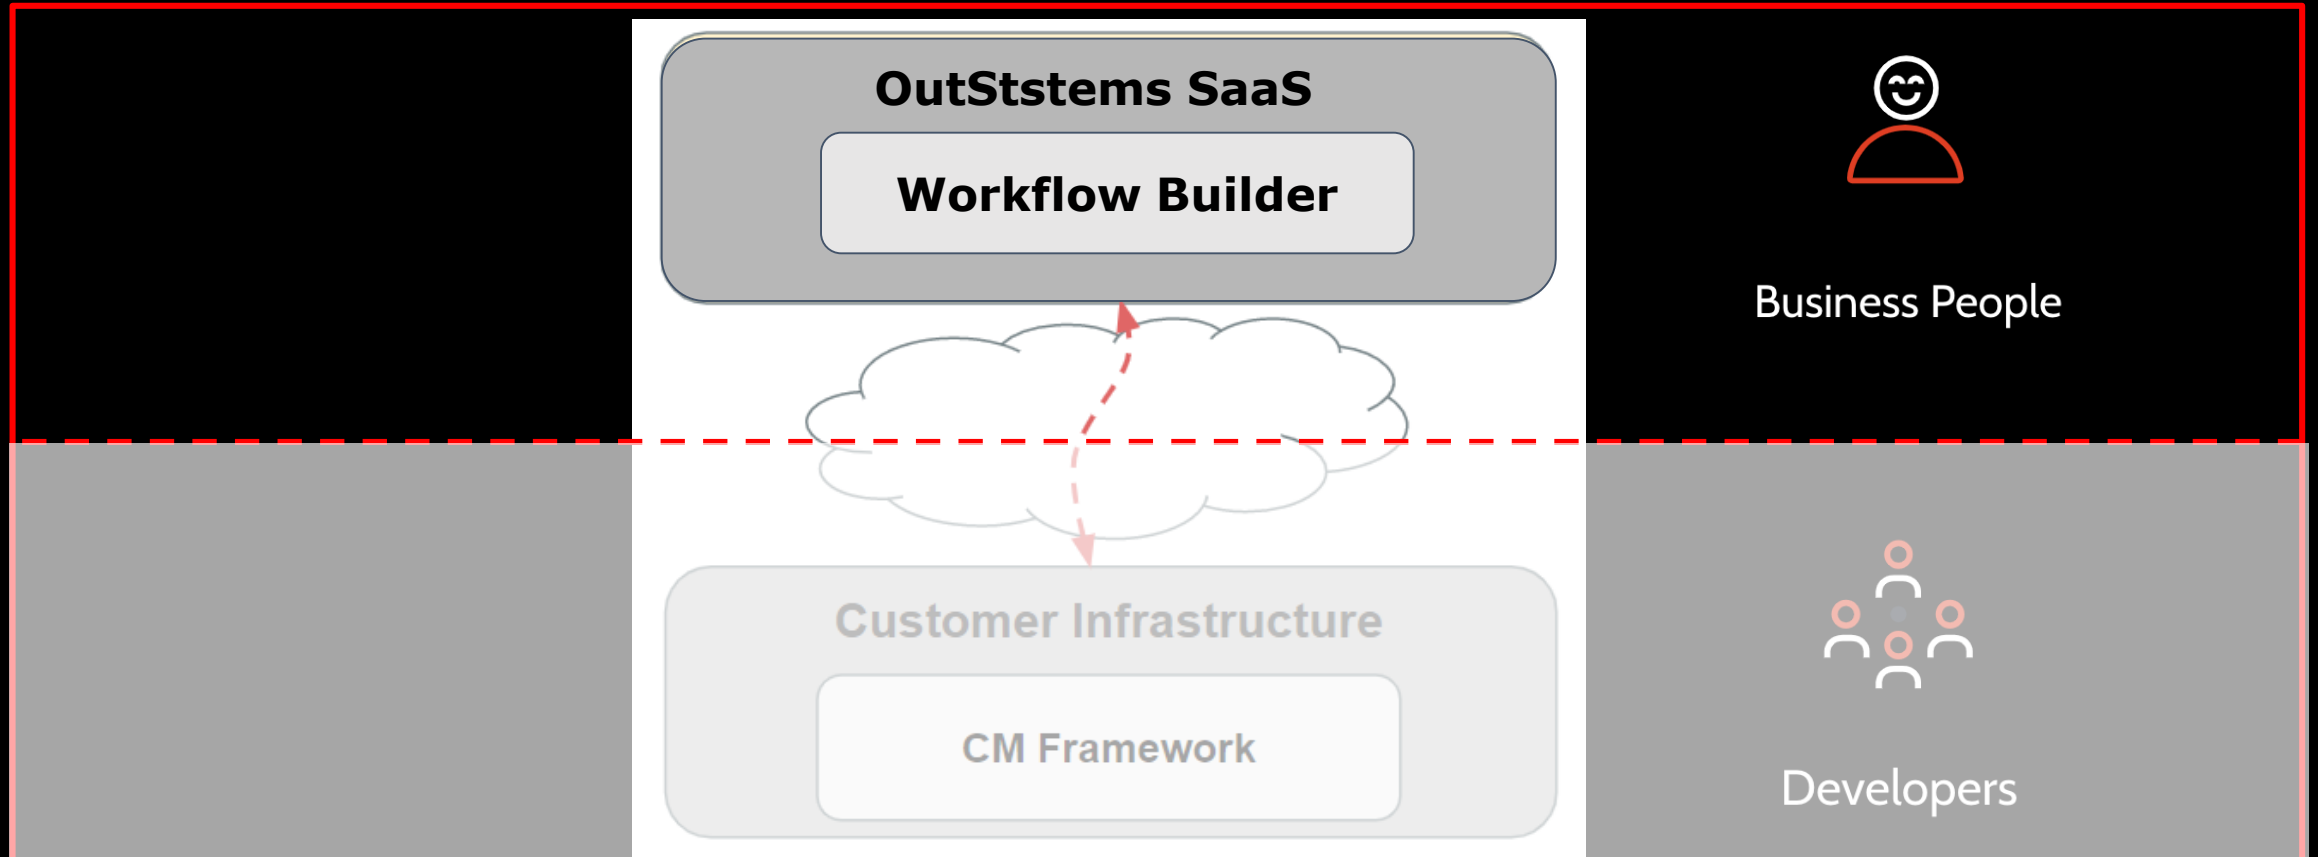 OutStstems SaaS
Workflow Builder
Business People
Customer Infrastructure
CM Framework
Developers